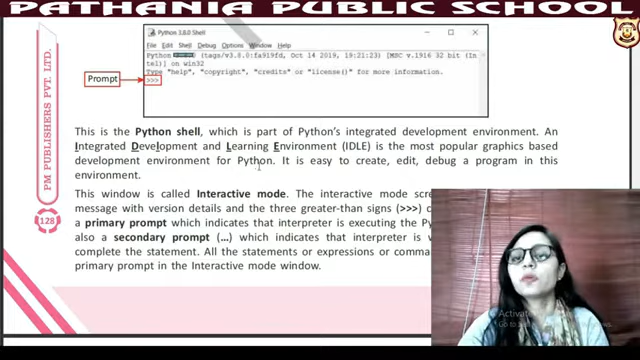 PATHANIA PUBLIC SCHOOL
Python 3.8.0 Shell
File Edit Shell Debug Options Window Help
Python (tags/v3.8.0:fa919fd, Oct 14 2019, 19:21:23) [MSC v.1916 32 bit (In
tel)] on win32
Type "help", "copyright", "credits" or "license()" for more information.
>>>
Prompt
This is the Python shell, which is part of Python's integrated development environment. An
Integrated Development and Learning Environment (IDLE) is the most popular graphics based
development environment for Python. It is easy to create, edit, debug a program in this
environment.
This window is called Interactive mode. The interactive mode scre
message with version details and the three greater-than signs (>>>) c
a primary prompt which indicates that interpreter is executing the Py
also a secondary prompt (...) which indicates that interpreter is w
complete the statement. All the statements or expressions or comma
primary prompt in the Interactive mode window.
PM PUBLISHERS PVT. LTD.
128
Activate
Go to